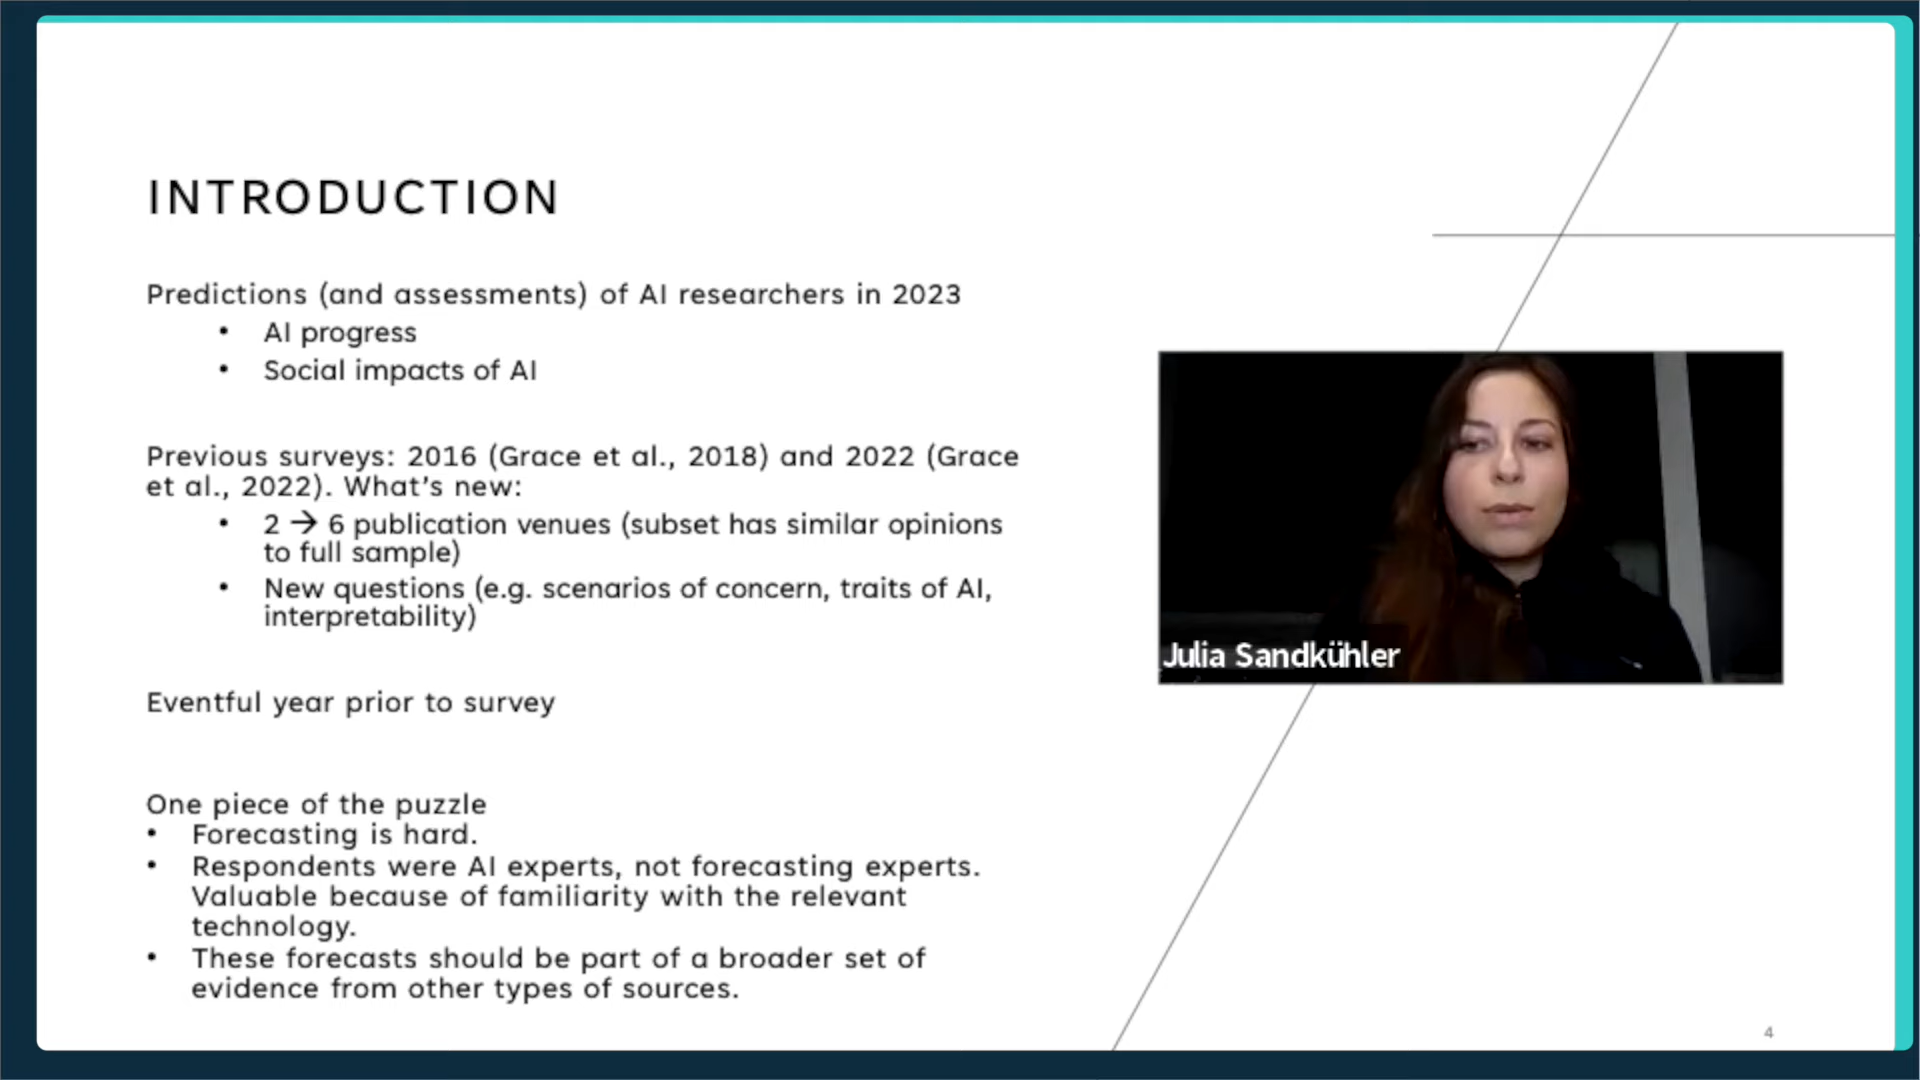 INTRODUCTION
Predictions (and assessments) of AI researchers in 2023
• AI progress
• Social impacts of AI
Previous surveys: 2016 (Grace et al., 2018) and 2022 (Grace
et al., 2022). What's new:
• 2 → 6 publication venues (subset has similar opinions
to full sample)
• New questions (e.g. scenarios of concern, traits of AI,
interpretability)
Eventful year prior to survey
One piece of the puzzle
• Forecasting is hard.
• Respondents were AI experts, not forecasting experts.
Valuable because of familiarity with the relevant
technology.
• These forecasts should be part of a broader set of
evidence from other types of sources.
Julia Sandkühler
4